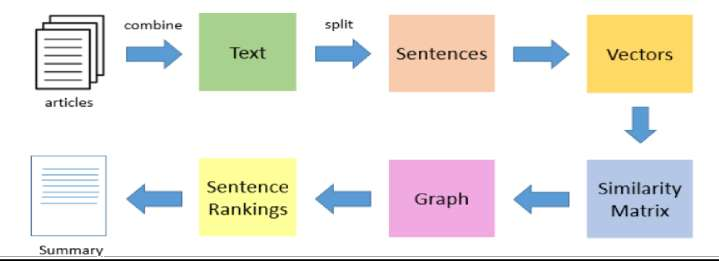 combine
split
Text
Sentences
Vectors
articles
Similarity
Matrix
Graph
Sentence
Rankings
Summary